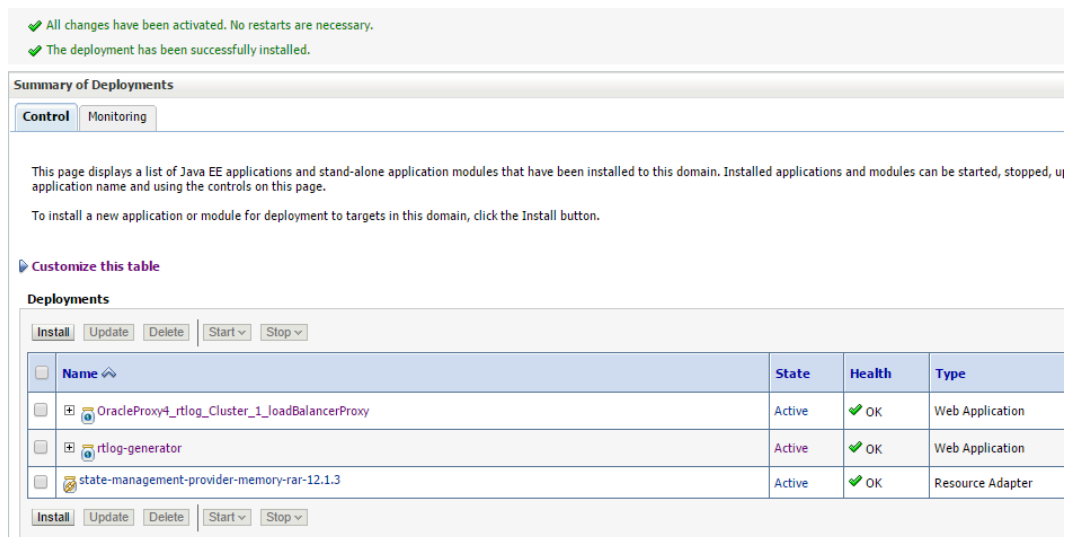 All changes have been activated. No restarts are necessary.
The deployment has been successfully installed.
Summary of Deployments
Control Monitoring
This page displays a list of Java EE applications and stand-alone application modules that have been installed to this domain. Installed applications and modules can be started, stopped, u
application name and using the controls on this page.
To install a new application or module for deployment to targets in this domain, click the Install button.
Customize this table
Deployments
Install Update Delete Start Stop
Name State Health Type
OracleProxy4_rtlog_Cluster_1_loadBalancerProxy Active OK Web Application
rtlog-generator Active OK Web Application
state-management-provider-memory-rar-12.1.3 Active OK Resource Adapter
Install Update Delete Start Stop